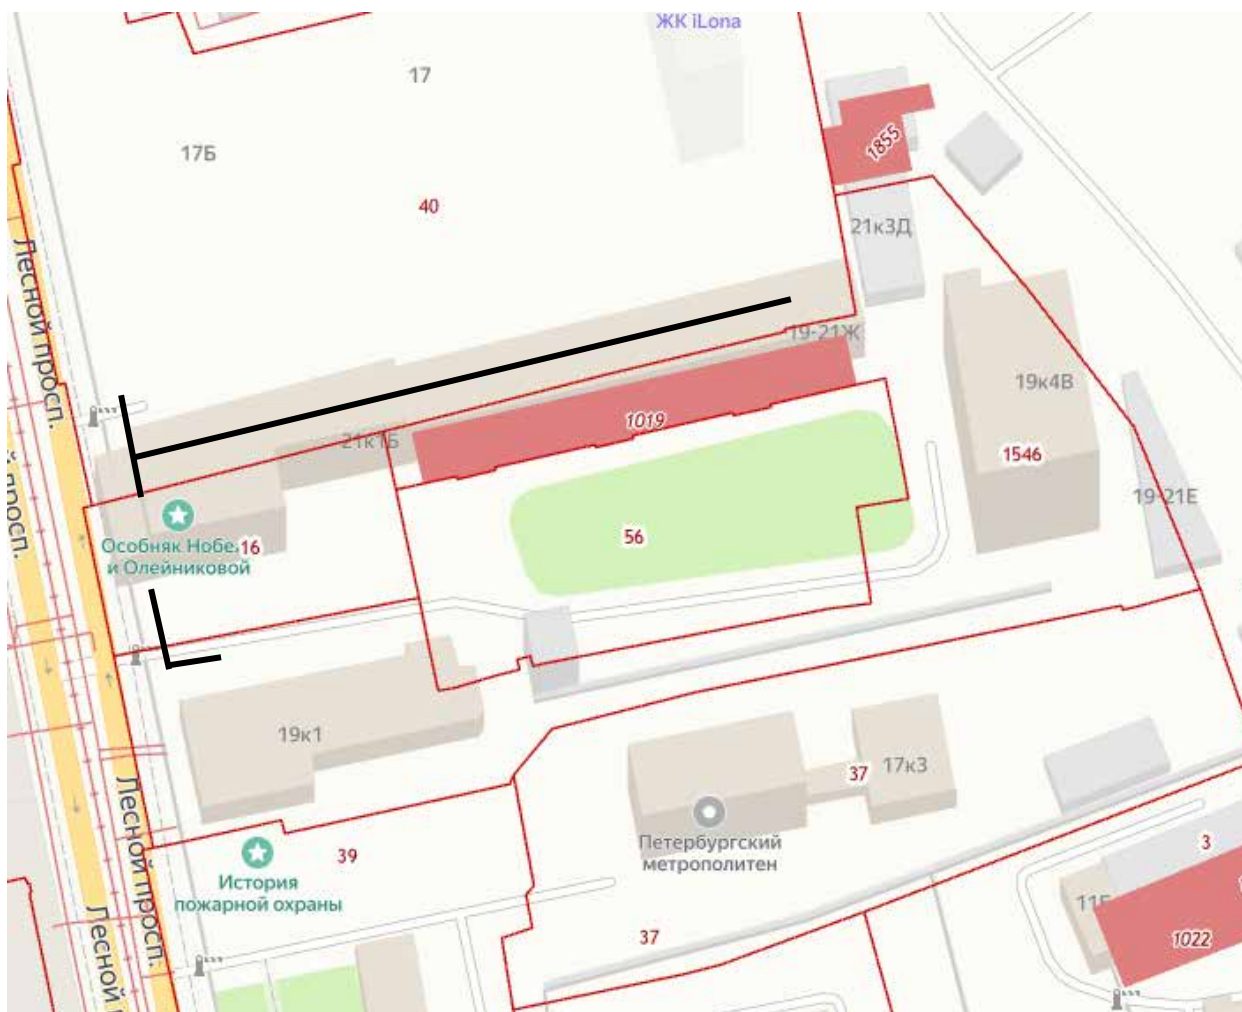 ЖК iLona
17
17Б
1855
40
21к3Д
Лесной просп.
19-21Ж
19к4В
1019
21к1Б
1546
19-21Е
56
Особняк Нобе
16
и Олейниковой
й просп.
19к1
17к3
37
Петербургский
метрополитен
Лесной просп.
39
3
История
пожарной охраны
Лесной
37
1022